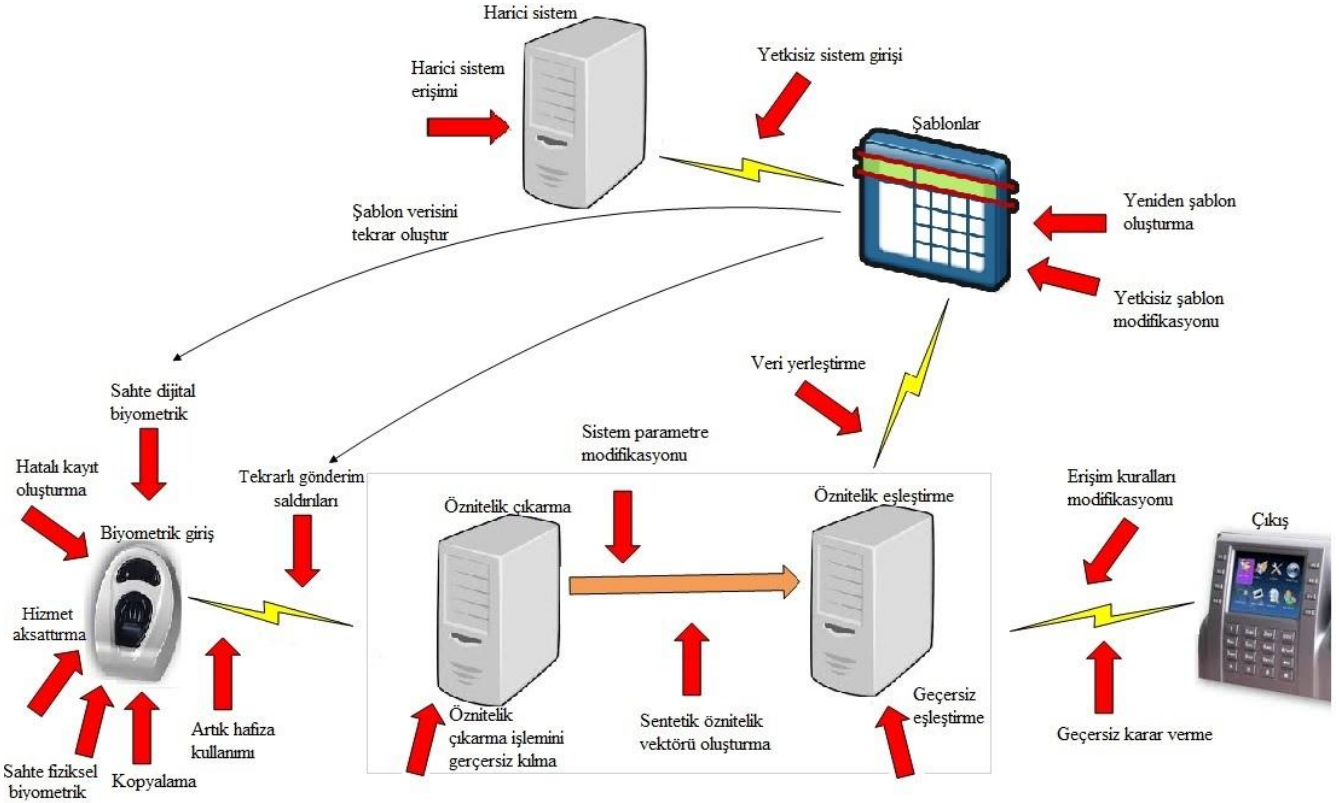 Harici sistem
Harici sistem
erişimi
Yetkisiz sistem girişi
Şablonlar
Şablon verisini
tekrar oluştur
Yeniden şablon
oluşturma
Yetkisiz şablon
modifikasyonu
Veri yerleştirme
Sahte dijital
biyometrik
Sistem parametre
modifikasyonu
Hatalı kayıt
oluşturma
Tekrarlı gönderim
saldırıları
Erişim kuralları
modifikasyonu
Biyometrik giriş
Öznitelik çıkarma
Öznitelik eşleştirme
Çıkış
Hizmet
aksattırma
Artık hafıza
kullanımı
Öznitelik
çıkarma işlemini
gerçersiz kılma
Sentetik öznitelik
vektörü oluşturma
Geçersiz
eşleştirme
Geçersiz karar verme
Sahte fiziksel
biyometrik
Kopyalama